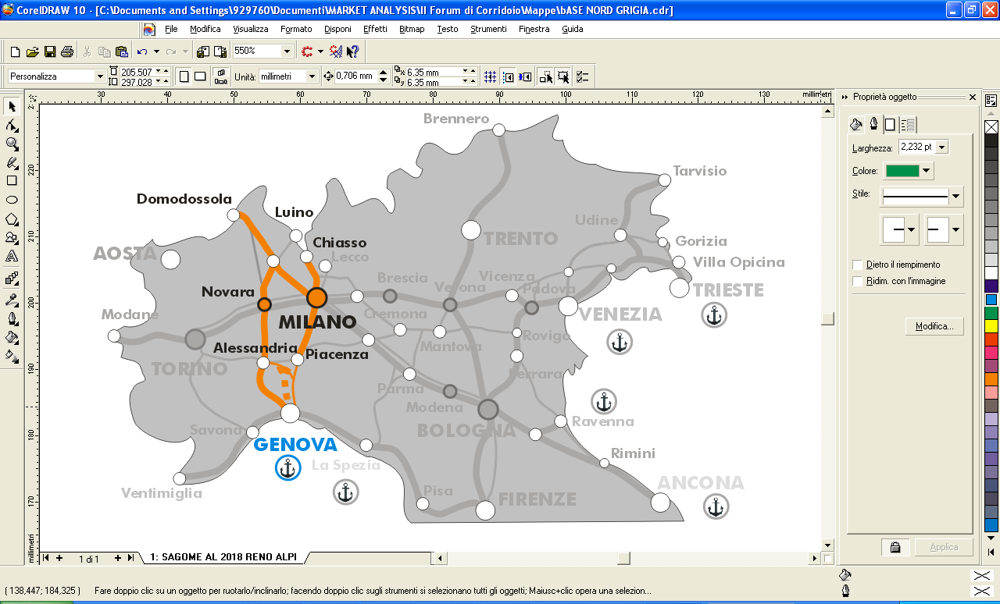 CorelDRAW 10 - [C:\Documents and Settings\929760\Documenti\MARKET ANALYSIS\II Forum di Corridoio\Mappe\bASE NORD GRIGIA.cdr]
File Modifica Visualizza Formato Disponi Effetti Bitmap Testo Strumenti Finestra Guida
550%
Personalizza 205.507 297.028 Unità: millimetri 0,706 mm x 6.35 mm y 6.35 mm
30 40 50 60 70 80 90 100 110 120 130 millimetri
Proprietà oggetto
Larghezza: 2,232 pt
Colore:
Stile:
Dietro il riempimento
Ridim. con l'immagine
Modifica...
Applica
220
210
200
190
180
170
millimetri
Brennero
Tarvisio
Domodossola
Luino
Udine
Chiasso
TRENTO
Gorizia
AOSTA
Lecco
Villa Opicina
Brescia
Verona
Vicenza
Padova
TRIESTE
Novara
Modane
MILANO
Cremona
VENEZIA
Mantova
Rovigo
Alessandria
Piacenza
TORINO
Parma
Ferrara
Modena
BOLOGNA
Ravenna
Savona
GENOVA
Rimini
La Spezia
ANCONA
Ventimiglia
Pisa
FIRENZE
1 di 1
1: SAGOME AL 2018 RENO ALPI
( 138,447; 184,325 ) Fare doppio clic su un oggetto per ruotarlo/inclinarlo; facendo doppio clic sugli strumenti si selezionano tutti gli oggetti; Maiusc+clic opera una selezion...